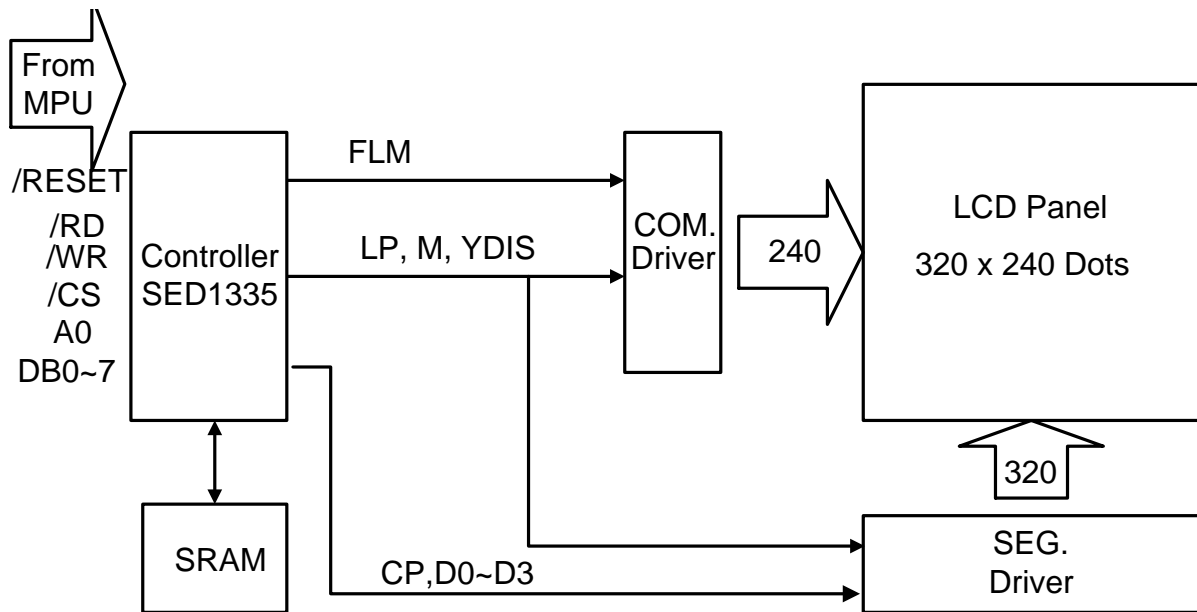 From
MPU
/RESET
/RD
/WR
/CS
A0
DB0~7
Controller
SED1335
SRAM
FLM
LP, M, YDIS
CP,D0~D3
COM.
Driver
240
LCD Panel
320 x 240 Dots
320
SEG.
Driver